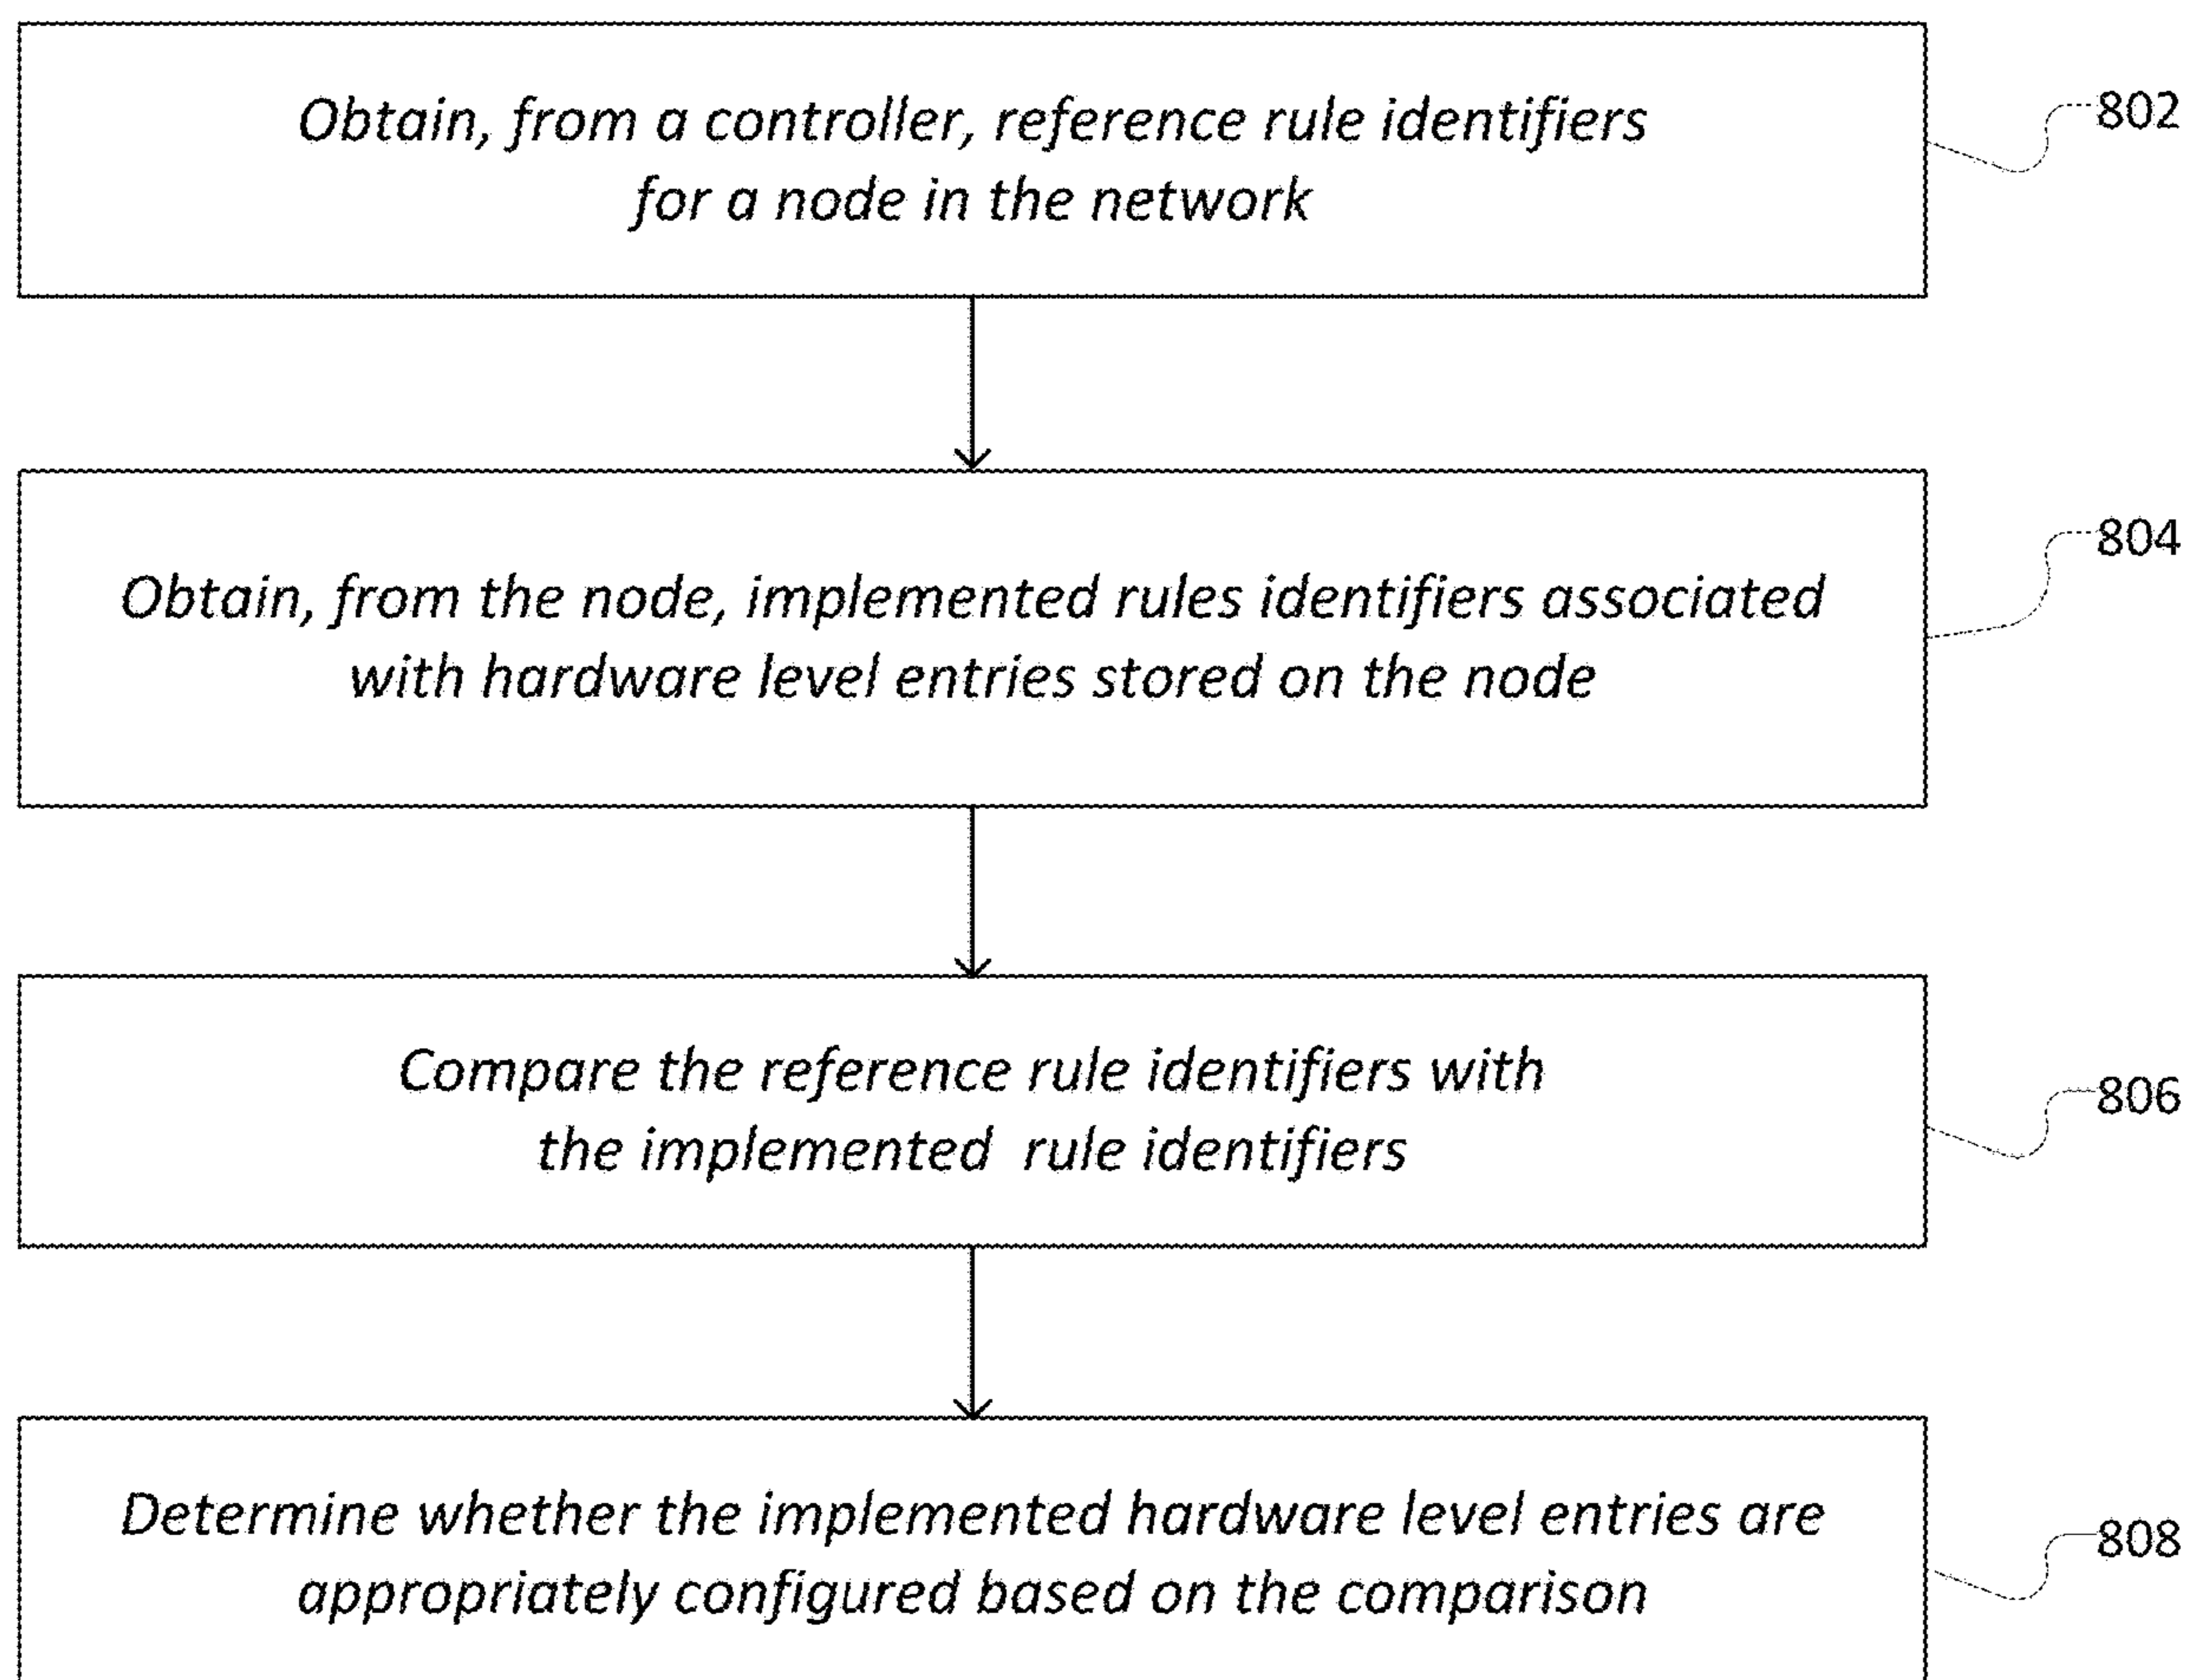 Obtain, from a controller, reference rule identifiers
for a node in the network
802
Obtain, from the node, implemented rules identifiers associated
with hardware level entries stored on the node
804
Compare the reference rule identifiers with
the implemented  rule identifiers
806
Determine whether the implemented hardware level entries are
appropriately configured based on the comparison
808